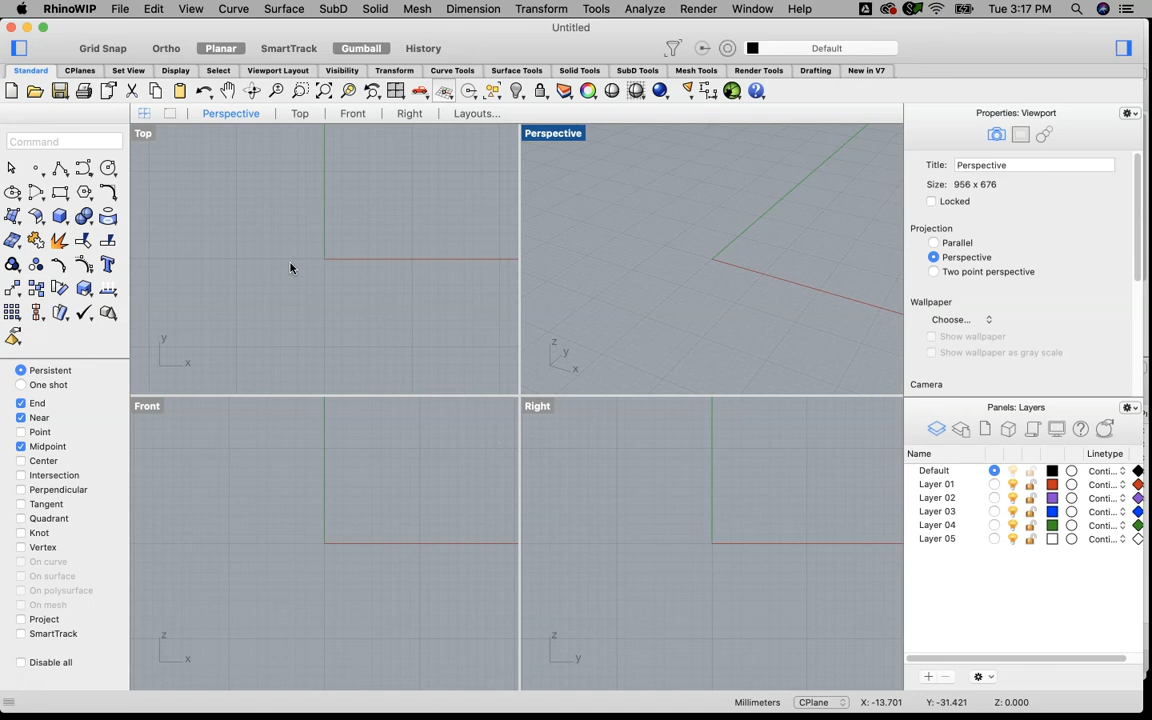 RhinoWIP File Edit View Curve Surface SubD Solid Mesh Dimension Transform Tools Analyze Render Window Help Tue 3:17 PM
Untitled
Grid Snap Ortho Planar SmartTrack Gumball History Default
Standard CPlanes Set View Display Select Viewport Layout Visibility Transform Curve Tools Surface Tools Solid Tools SubD Tools Mesh Tools Render Tools Drafting New in V7
Perspective Top Front Right Layouts...
Properties: Viewport
Command
Top
Perspective
Title: Perspective
Size: 956 x 676
Locked
Projection
Parallel
Perspective
Two point perspective
Wallpaper
Choose...
Show wallpaper
Show wallpaper as gray scale
Camera
y
x
z
y
x
Persistent
One shot
End
Near
Point
Midpoint
Center
Intersection
Perpendicular
Tangent
Quadrant
Knot
Vertex
On curve
On surface
On polysurface
On mesh
Project
SmartTrack
Disable all
Front
Right
z
x
z
y
Panels: Layers
Name Linetype
Default Conti...
Layer 01 Conti...
Layer 02 Conti...
Layer 03 Conti...
Layer 04 Conti...
Layer 05 Conti...
Millimeters CPlane X: -13.701 Y: -31.421 Z: 0.000